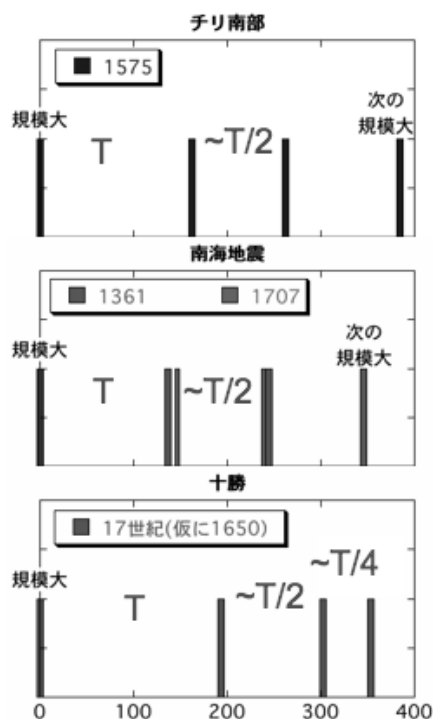 チリ南部
1575
規模大
T
~T/2
次の
規模大
南海地震
1361 1707
規模大
T
~T/2
次の
規模大
十勝
17世紀(仮に1650)
規模大
T
~T/2
~T/4
0 100 200 300 400